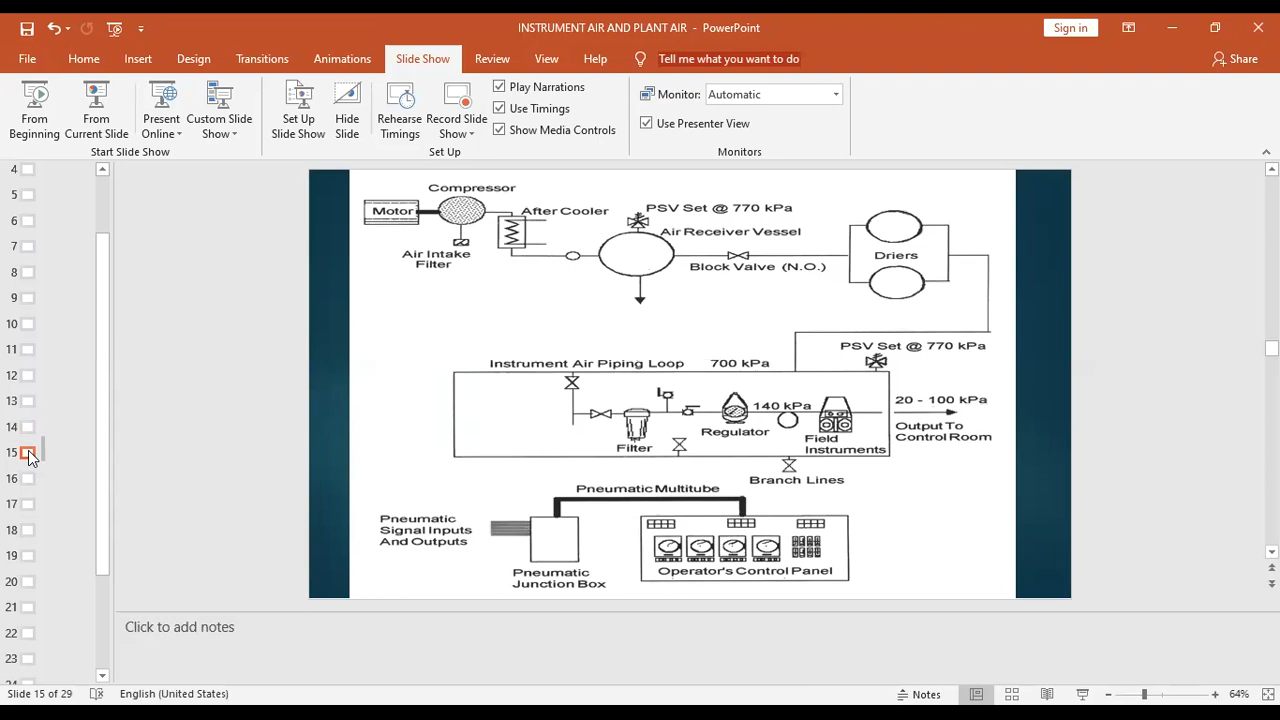 INSTRUMENT AIR AND PLANT AIR - PowerPoint
Sign in
File
Home
Insert
Design
Transitions
Animations
Slide Show
Review
View
Help
Tell me what you want to do
Share
From
Beginning
From
Current Slide
Present
Online
Custom Slide
Show
Start Slide Show
Set Up
Slide Show
Hide
Slide
Rehearse
Timings
Record Slide
Show
Play Narrations
Use Timings
Show Media Controls
Set Up
Monitor:
Automatic
Use Presenter View
Monitors
4
5
6
7
8
9
10
11
12
13
14
15
16
17
18
19
20
21
22
23
Compressor
Motor
After Cooler
PSV Set @ 770 kPa
Air Receiver Vessel
Air Intake
Filter
Block Valve (N.O.)
Driers
PSV Set @ 770 kPa
Instrument Air Piping Loop 700 kPa
140 kPa
20 - 100 kPa
Output To
Control Room
Regulator
Filter
Field
Instruments
Branch Lines
Pneumatic Multitube
Pneumatic
Signal Inputs
And Outputs
Pneumatic
Junction Box
Operator's Control Panel
Click to add notes
Slide 15 of 29
English (United States)
Notes
64%